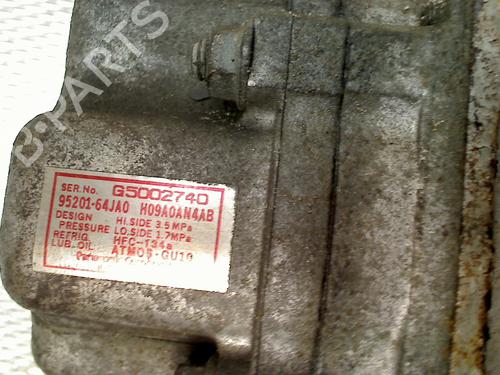 B-PARTS
SER.No. G5002740
95201-64JA0 H09A0AN4AB
DESIGN HI.SIDE 3.5MPa
PRESSURE LO.SIDE 1.7MPa
REFRIG HFC-134a
LUB.OIL ATMOS-GU10